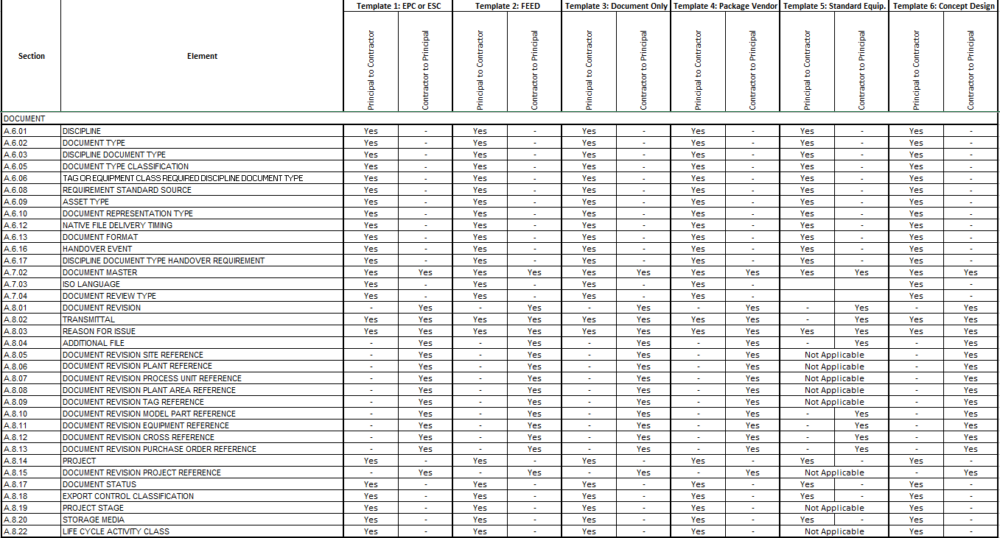 Template 1: EPC or ESC Template 2: FEED Template 3: Document Only Template 4: Package Vendor Template 5: Standard Equip. Template 6: Concept Design
Section Element Principal to Contractor Contractor to Principal Principal to Contractor Contractor to Principal Principal to Contractor Contractor to Principal Principal to Contractor Contractor to Principal Principal to Contractor Contractor to Principal Principal to Contractor Contractor to Principal
DOCUMENT
A.6.01 DISCIPLINE Yes - Yes - Yes - Yes - Yes - Yes -
A.6.02 DOCUMENT TYPE Yes - Yes - Yes - Yes - Yes - Yes -
A.6.03 DISCIPLINE DOCUMENT TYPE Yes - Yes - Yes - Yes - Yes - Yes -
A.6.05 DOCUMENT TYPE CLASSIFICATION Yes - Yes - Yes - Yes - Yes - Yes -
A.6.06 TAG OR EQUIPMENT CLASS REQUIRED DISCIPLINE DOCUMENT TYPE Yes - Yes - Yes - Yes - Yes - Yes -
A.6.08 REQUIREMENT STANDARD SOURCE Yes - Yes - Yes - Yes - Yes - Yes -
A.6.09 ASSET TYPE Yes - Yes - Yes - Yes - Yes - Yes -
A.6.10 DOCUMENT REPRESENTATION TYPE Yes - Yes - Yes - Yes - Yes - Yes -
A.6.12 NATIVE FILE DELIVERY TIMING Yes - Yes - Yes - Yes - Yes - Yes -
A.6.13 DOCUMENT FORMAT Yes - Yes - Yes - Yes - Yes - Yes -
A.6.16 HANDOVER EVENT Yes - Yes - Yes - Yes - Yes - Yes -
A.6.17 DISCIPLINE DOCUMENT TYPE HANDOVER REQUIREMENT Yes - Yes - Yes - Yes - Yes - Yes -
A.7.02 DOCUMENT MASTER Yes Yes Yes Yes Yes Yes Yes Yes Yes Yes Yes Yes
A.7.03 ISO LANGUAGE Yes - Yes - Yes - Yes - Yes -
A.7.04 DOCUMENT REVIEW TYPE Yes - Yes - Yes - Yes - Yes -
A.8.01 DOCUMENT REVISION - Yes - Yes - Yes - Yes - Yes - Yes
A.8.02 TRANSMITTAL Yes Yes Yes Yes Yes Yes Yes Yes - Yes Yes Yes
A.8.03 REASON FOR ISSUE Yes Yes Yes Yes Yes Yes Yes Yes Yes Yes Yes Yes
A.8.04 ADDITIONAL FILE - Yes - Yes - Yes - Yes - Yes - Yes
A.8.05 DOCUMENT REVISION SITE REFERENCE - Yes - Yes - Yes - Yes Not Applicable - Yes
A.8.06 DOCUMENT REVISION PLANT REFERENCE - Yes - Yes - Yes - Yes Not Applicable - Yes
A.8.07 DOCUMENT REVISION PROCESS UNIT REFERENCE - Yes - Yes - Yes - Yes Not Applicable - Yes
A.8.08 DOCUMENT REVISION PLANT AREA REFERENCE - Yes - Yes - Yes - Yes Not Applicable - Yes
A.8.09 DOCUMENT REVISION TAG REFERENCE - Yes - Yes - Yes - Yes Not Applicable - Yes
A.8.10 DOCUMENT REVISION MODEL PART REFERENCE - Yes - Yes - Yes - Yes - Yes - Yes
A.8.11 DOCUMENT REVISION EQUIPMENT REFERENCE - Yes - Yes - Yes - Yes - Yes - Yes
A.8.12 DOCUMENT REVISION CROSS REFERENCE - Yes - Yes - Yes - Yes - Yes - Yes
A.8.13 DOCUMENT REVISION PURCHASE ORDER REFERENCE - Yes - Yes - Yes - Yes - Yes - Yes
A.8.14 PROJECT Yes - Yes - Yes - Yes - Yes - Yes -
A.8.15 DOCUMENT REVISION PROJECT REFERENCE - Yes - Yes - Yes - Yes Not Applicable - Yes
A.8.17 DOCUMENT STATUS Yes - Yes - Yes - Yes - Yes - Yes -
A.8.18 EXPORT CONTROL CLASSIFICATION Yes - Yes - Yes - Yes - Yes - Yes -
A.8.19 PROJECT STAGE Yes - Yes - Yes - Yes - Not Applicable Yes -
A.8.20 STORAGE MEDIA Yes - Yes - Yes - Yes - Yes - Yes -
A.8.22 LIFE CYCLE ACTIVITY CLASS Yes - Yes - Yes - Yes - Not Applicable Yes -